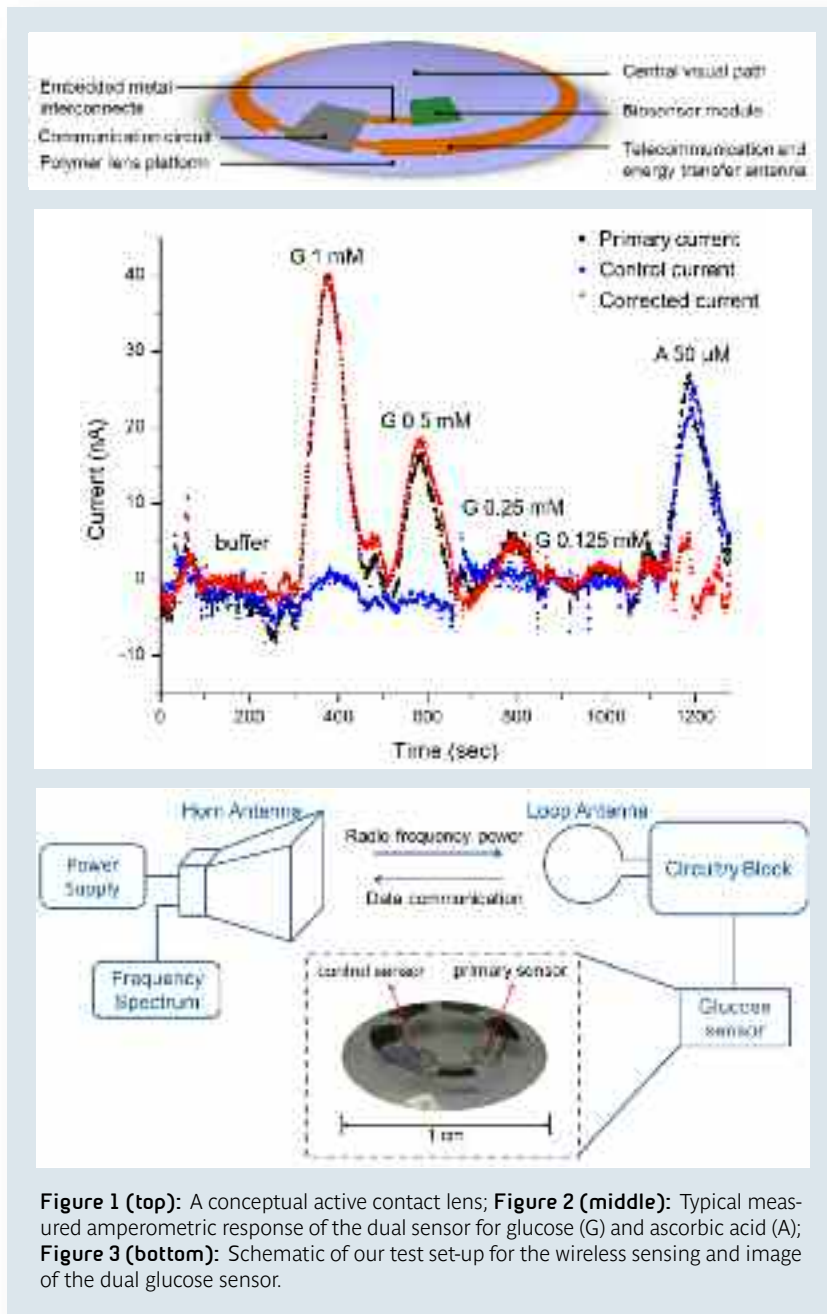 Embedded metal
interconnects
Communication circuit
Polymer lens platform
Central visual path
Biosensor module
Telecommunication and
energy transfer antenna
G 1 mM
• Primary current
• Control current
Corrected current
A 50 µM
G 0.5 mM
G 0.25 mM
G 0.125 mM
buffer
Current (nA)
40
30
20
10
0
-10
0
200
400
600
800
1000
1200
Time (sec)
Horn Antenna
Loop Antenna
Radio frequency power
Data communication
Power
Supply
Circuitry Block
Frequency
Spectrum
control sensor
primary sensor
Glucose
sensor
1 cm
Figure 1 (top): A conceptual active contact lens; Figure 2 (middle): Typical meas-
ured amperometric response of the dual sensor for glucose (G) and ascorbic acid (A);
Figure 3 (bottom): Schematic of our test set-up for the wireless sensing and image
of the dual glucose sensor.